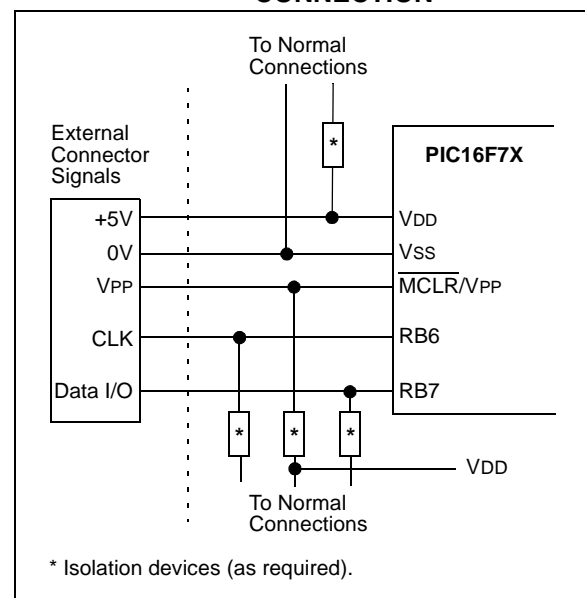 CONNECTION
To Normal
Connections
External
Connector
Signals
*
PIC16F7X
+5V
VDD
0V
VSS
VPP
MCLR/VPP
CLK
RB6
Data I/O
RB7
*
*
*
VDD
To Normal
Connections
* Isolation devices (as required).